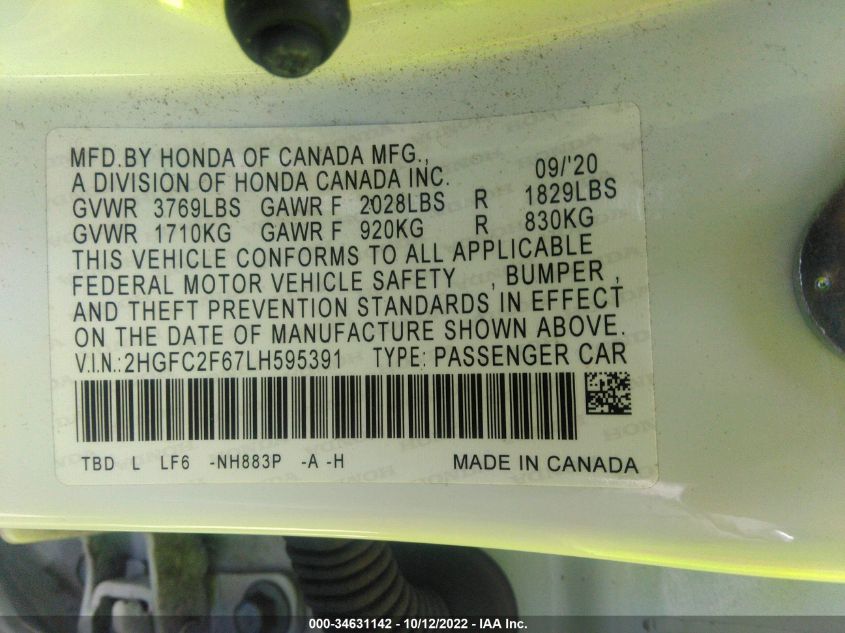 MFD.BY HONDA OF CANADA MFG.,
A DIVISION OF HONDA CANADA INC. 09/'20
GVWR 3769LBS GAWR F 2028LBS R 1829LBS
GVWR 1710KG GAWR F 920KG R 830KG
THIS VEHICLE CONFORMS TO ALL APPLICABLE
FEDERAL MOTOR VEHICLE SAFETY , BUMPER ,
AND THEFT PREVENTION STANDARDS IN EFFECT
ON THE DATE OF MANUFACTURE SHOWN ABOVE.
V.I.N.:2HGFC2F67LH595391 TYPE: PASSENGER CAR
TBD L LF6 -NH883P -A -H MADE IN CANADA
000-34631142 - 10/12/2022 - IAA Inc.